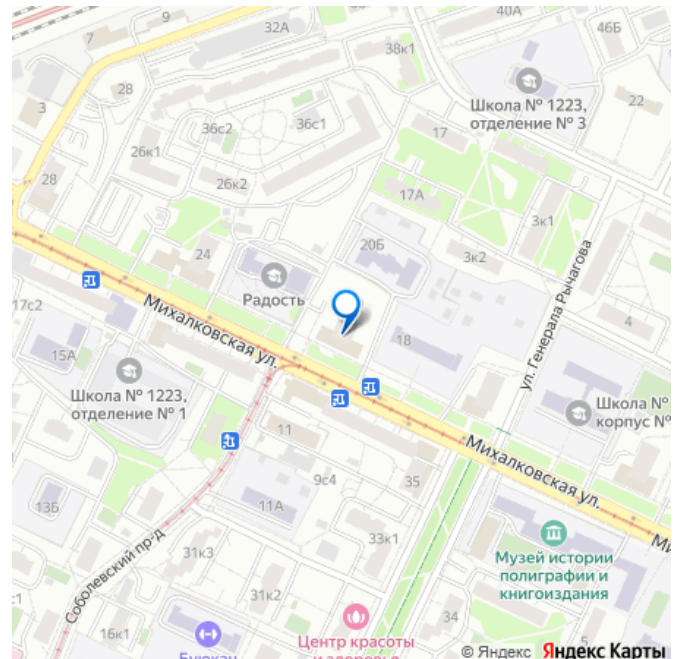 9
32А
40А
46Б
7
38к1
28
3
Школа № 1223,
отделение № 3
22
36с2
36с1
17
26к1
28
26к2
17А
3к1
20Б
24
3к2
Радость
ул. Генерала Рычагова
17с2
Михалковская ул.
4
18
15А
Школа № 1223,
отделение № 1
Школа №
корпус №
11
Михалковская ул.
9с4
35
11А
13Б
33к1
Музей истории
полиграфии и
книгоиздания
31к3
Соболевский пр-д
31к2
34
16к1
Центр красоты
5
© Яндекс Яндекс Карты